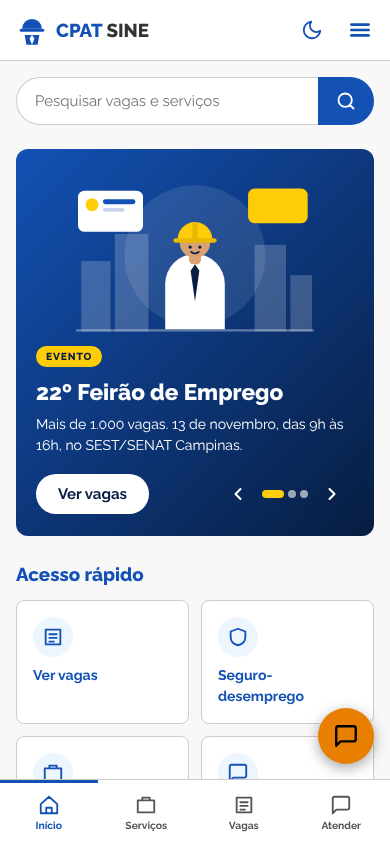 CPAT SINE
Pesquisar vagas e serviços
EVENTO
22º Feirão de Emprego
Mais de 1.000 vagas. 13 de novembro, das 9h às
16h, no SEST/SENAT Campinas.
Ver vagas
Acesso rápido
Ver vagas
Seguro-
desemprego
Início
Serviços
Vagas
Atender